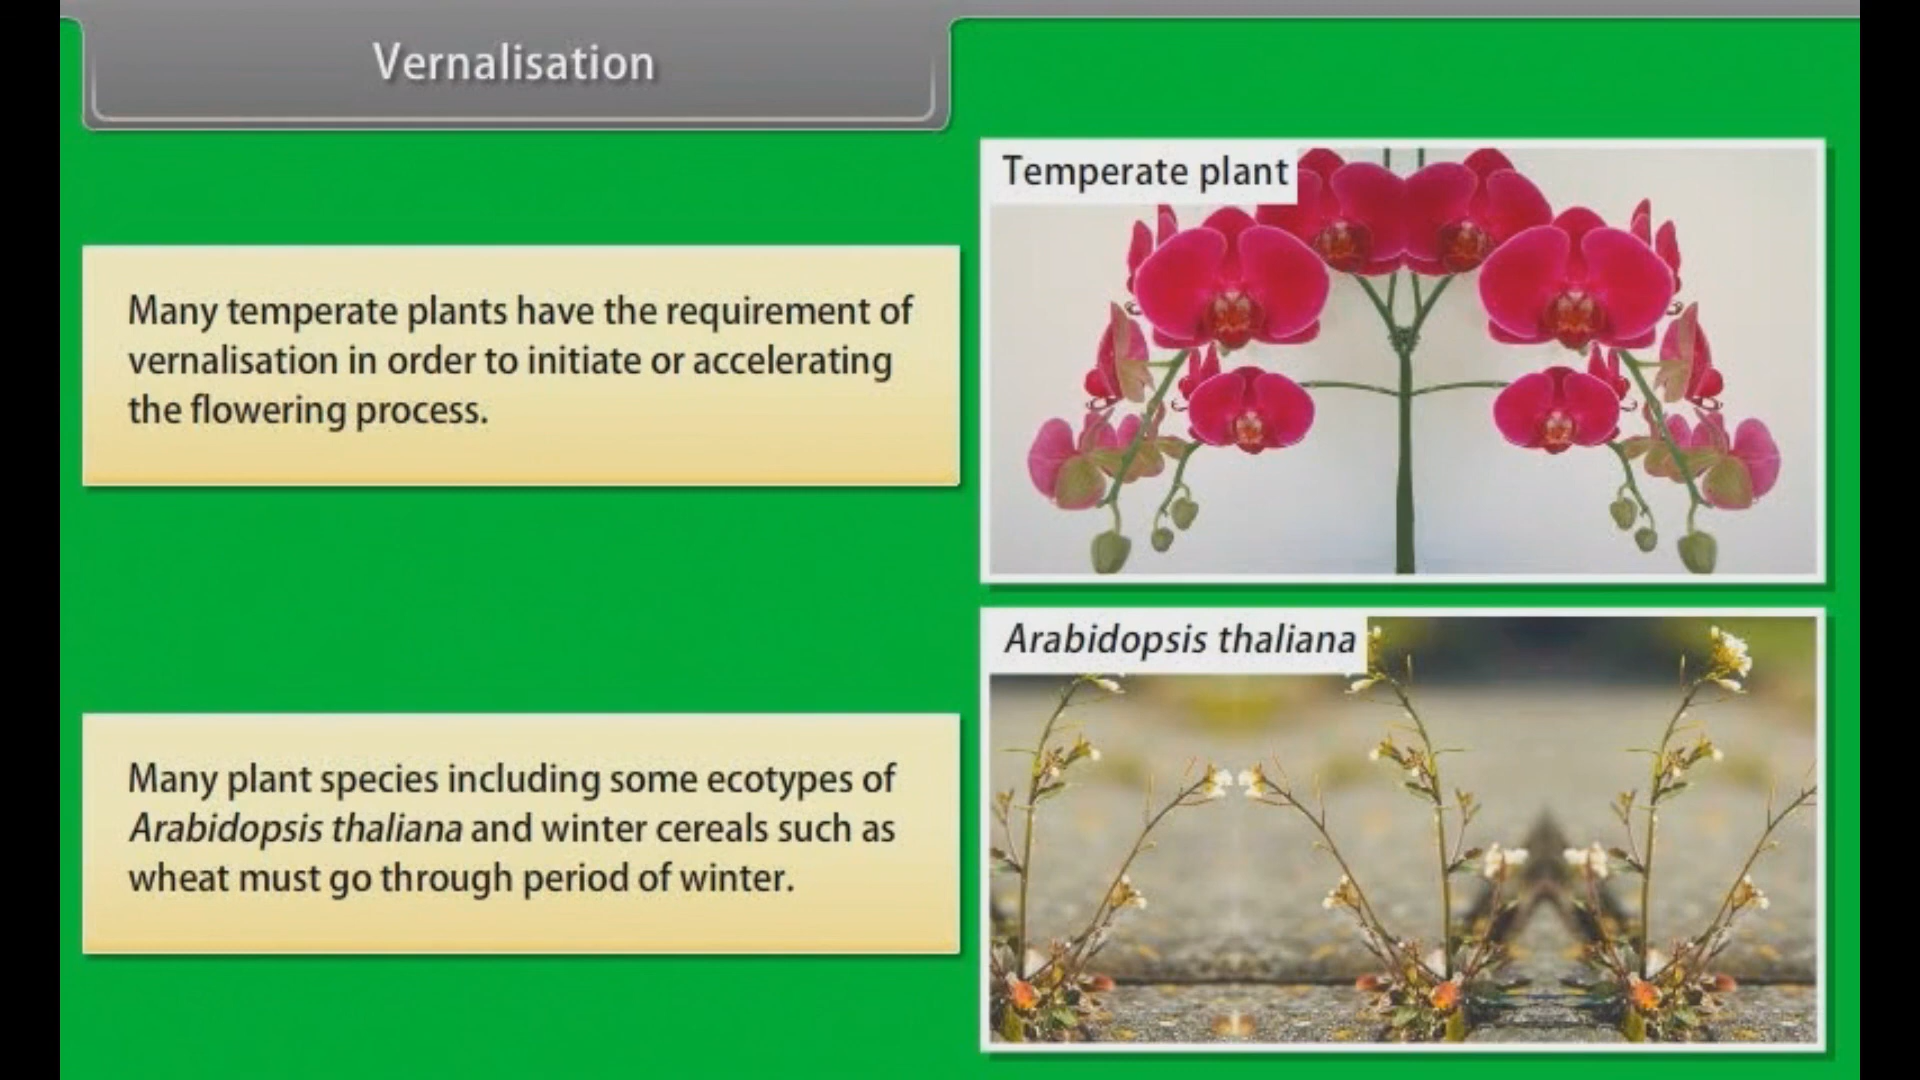 Vernalisation
Temperate plant
Many temperate plants have the requirement of
vernalisation in order to initiate or accelerating
the flowering process.
Arabidopsis thaliana
Many plant species including some ecotypes of
Arabidopsis thaliana and winter cereals such as
wheat must go through period of winter.